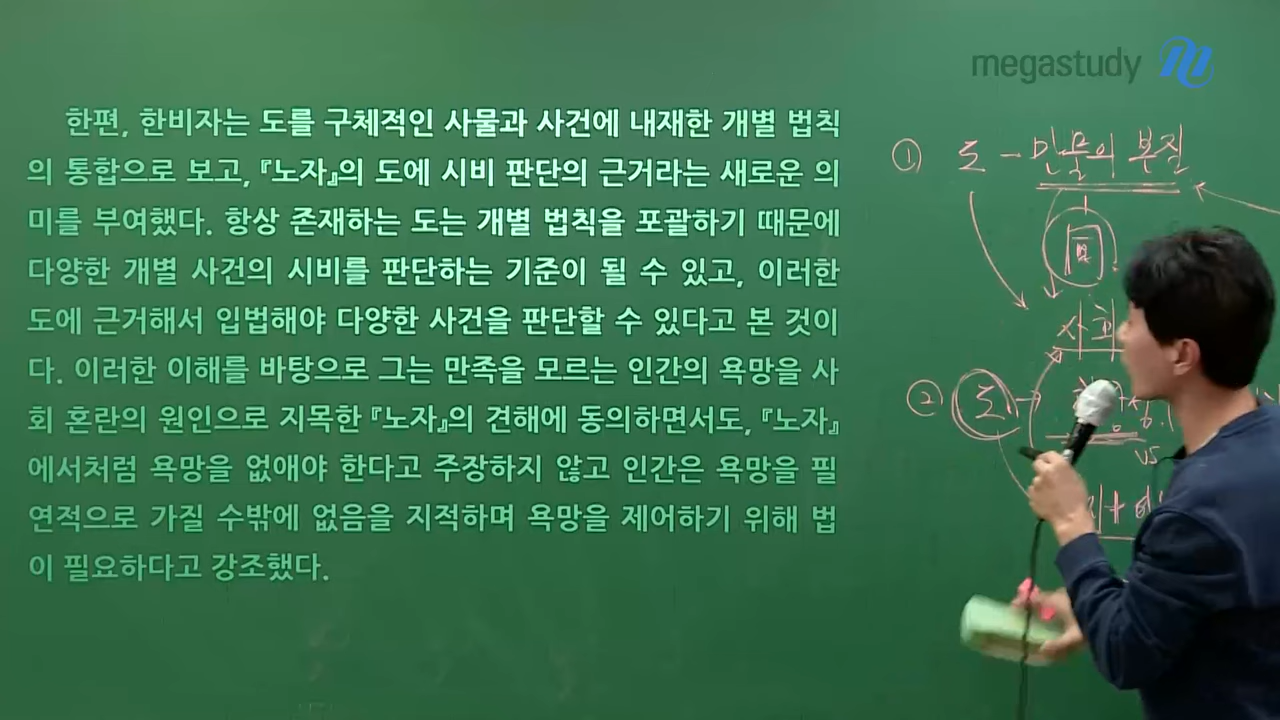 megastudy
한편, 한비자는 도를 구체적인 사물과 사건에 내재한 개별 법칙
의 통합으로 보고, 『노자』의 도에 시비 판단의 근거라는 새로운 의
미를 부여했다. 항상 존재하는 도는 개별 법칙을 포괄하기 때문에
다양한 개별 사건의 시비를 판단하는 기준이 될 수 있고, 이러한
도에 근거해서 입법해야 다양한 사건을 판단할 수 있다고 본 것이
다. 이러한 이해를 바탕으로 그는 만족을 모르는 인간의 욕망을 사
회 혼란의 원인으로 지목한 『노자』의 견해에 동의하면서도, 『노자』
에서처럼 욕망을 없애야 한다고 주장하지 않고 인간은 욕망을 필
연적으로 가질 수밖에 없음을 지적하며 욕망을 제어하기 위해 법
이 필요하다고 강조했다.
① 도 - 만물의 본질
사회
② 도
vs